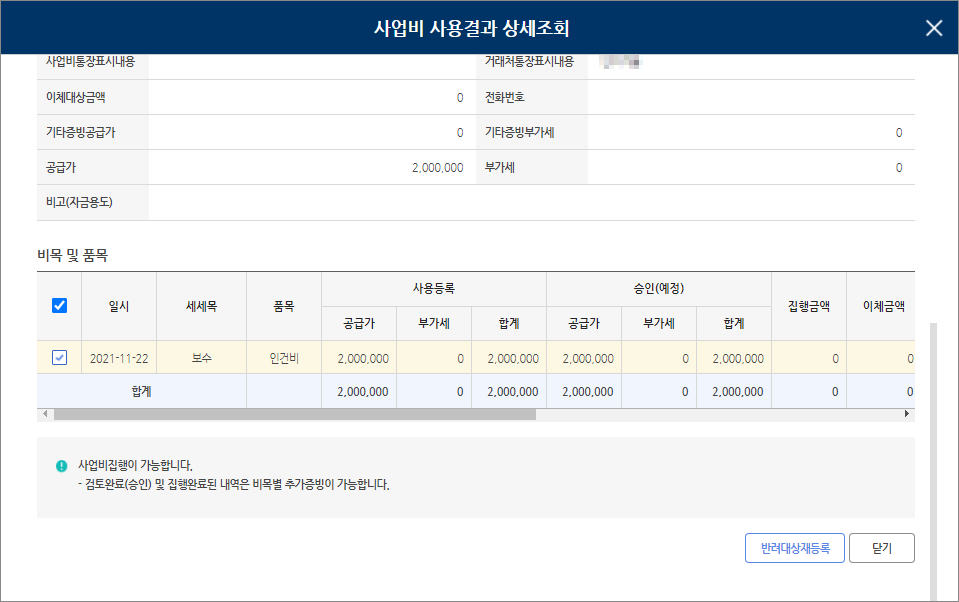 사업비 사용결과 상세조회
사업비통장표시내용 거래처통장표시내용
이체대상금액 0 전화번호
기타증빙공급가 0 기타증빙부가세 0
공급가 2,000,000 부가세 0
비고(자금용도)
비목 및 품목
일시 세세목 품목 사용등록 승인(예정) 집행금액 이체금액
공급가 부가세 합계 공급가 부가세 합계
2021-11-22 보수 인건비 2,000,000 0 2,000,000 2,000,000 0 2,000,000 0 0
합계 2,000,000 0 2,000,000 2,000,000 0 2,000,000 0 0
사업비집행이 가능합니다.
- 검토완료(승인) 및 집행완료된 내역은 비목별 추가증빙이 가능합니다.
반려대상재등록 닫기